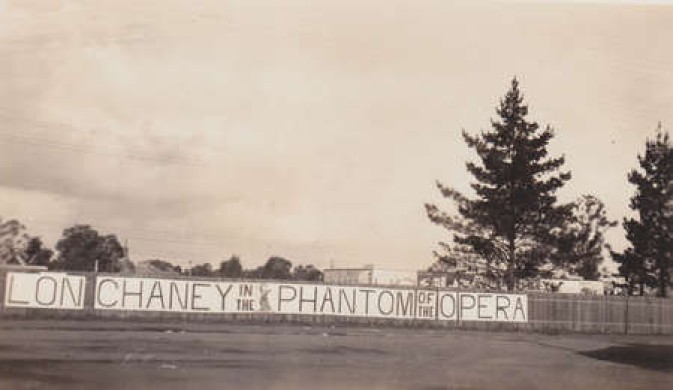 LON CHANEY IN THE PHANTOM OF THE OPERA